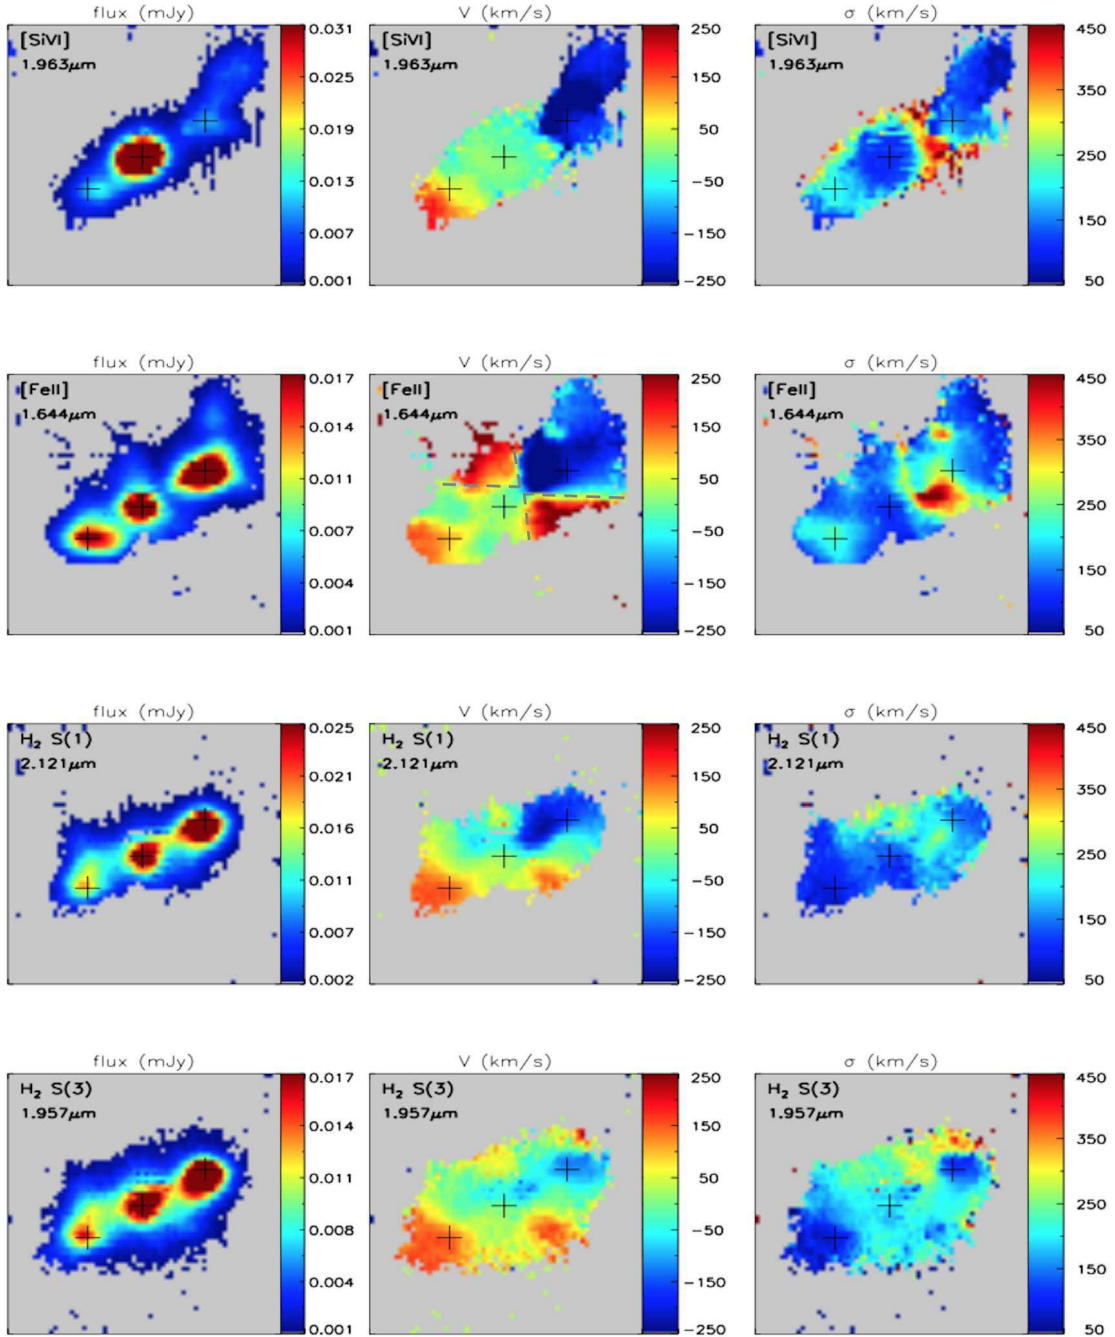 flux (mJy) V (km/s) σ (km/s)
[SiVI] [SiVI] [SiVI]
1.963μm 1.963μm 1.963μm
0.031 250 450
0.025 150 350
0.019 50 250
0.013 −50 150
0.007 −150
0.001 −250 50
flux (mJy) V (km/s) σ (km/s)
[FeII] [FeII] [FeII]
1.644μm 1.644μm 1.644μm
0.017 250 450
0.014 150 350
0.011 50 250
0.007 −50 150
0.004 −150
0.001 −250 50
flux (mJy) V (km/s) σ (km/s)
H₂ S(1) H₂ S(1) H₂ S(1)
2.121μm 2.121μm 2.121μm
0.025 250 450
0.021 150 350
0.016 50 250
0.011 −50 150
0.007 −150
0.002 −250 50
flux (mJy) V (km/s) σ (km/s)
H₂ S(3) H₂ S(3) H₂ S(3)
1.957μm 1.957μm 1.957μm
0.017 250 450
0.014 150 350
0.011 50 250
0.008 −50 150
0.004 −150
0.001 −250 50